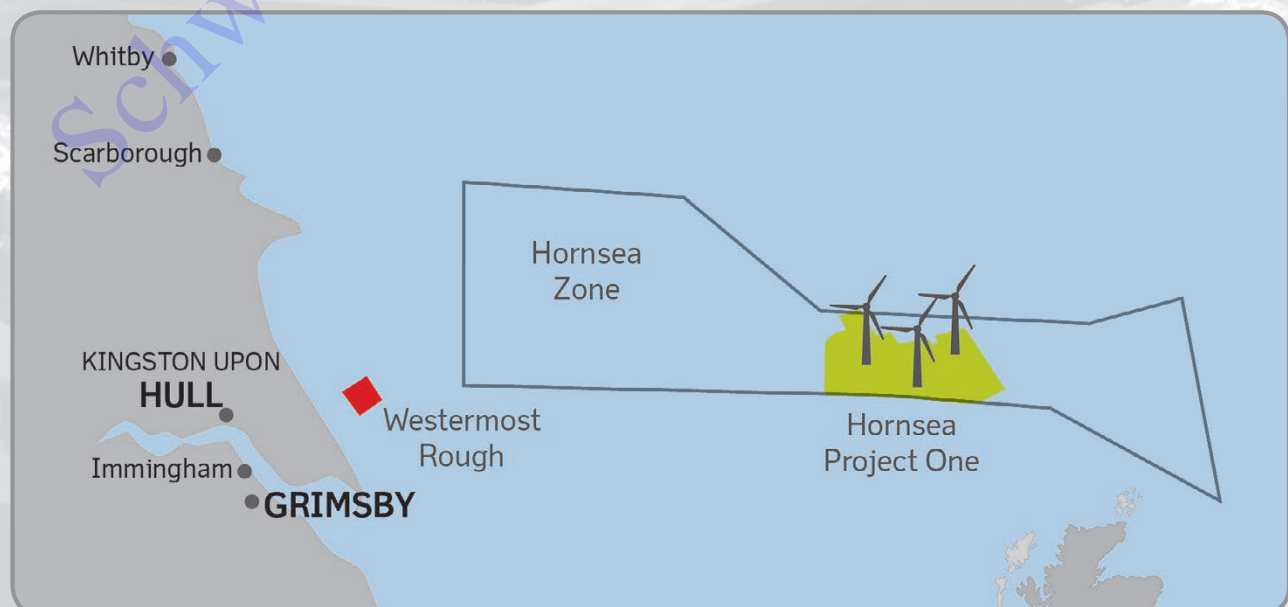 Whitby
Scarborough
Hornsea
Zone
KINGSTON UPON
HULL
Westermost
Rough
Hornsea
Project One
Immingham
GRIMSBY